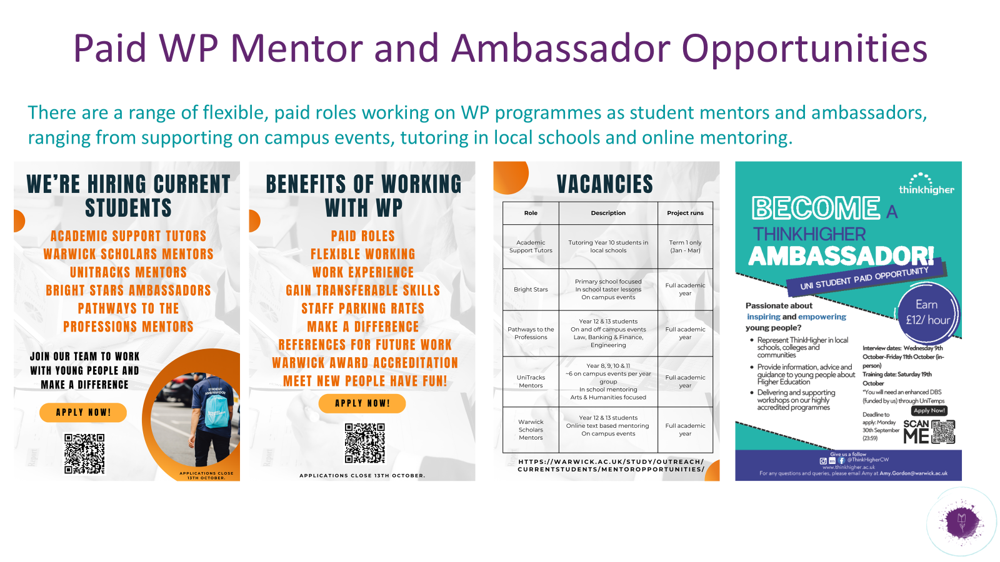 Paid WP Mentor and Ambassador Opportunities
There are a range of flexible, paid roles working on WP programmes as student mentors and ambassadors,
ranging from supporting on campus events, tutoring in local schools and online mentoring.
WE'RE HIRING CURRENT
STUDENTS
ACADEMIC SUPPORT TUTORS
WARWICK SCHOLARS MENTORS
UNITRACKS MENTORS
BRIGHT STARS AMBASSADORS
PATHWAYS TO THE
PROFESSIONS MENTORS
JOIN OUR TEAM TO WORK
WITH YOUNG PEOPLE AND
MAKE A DIFFERENCE
APPLY NOW!
STUDENT
AMBASSADOR
APPLICATIONS CLOSE
13TH OCTOBER.
BENEFITS OF WORKING
WITH WP
PAID ROLES
FLEXIBLE WORKING
WORK EXPERIENCE
GAIN TRANSFERABLE SKILLS
STAFF PARKING RATES
MAKE A DIFFERENCE
REFERENCES FOR FUTURE WORK
WARWICK AWARD ACCREDITATION
MEET NEW PEOPLE HAVE FUN!
APPLY NOW!
Report
APPLICATIONS CLOSE 13TH OCTOBER.
VACANCIES
Role Description Project runs
Academic
Support Tutors
Tutoring Year 10 students in
local schools
Term 1 only
(Jan - Mar)
Bright Stars
Primary school focused
In school taster lessons
On campus events
Full academic
year
Pathways to the
Professions
Year 12 & 13 students
On and off campus events
Law, Banking & Finance,
Engineering
Full academic
year
UniTracks
Mentors
Year 8, 9, 10 & 11
~6 on campus events per year
group
In school mentoring
Arts & Humanities focused
Full academic
year
Warwick
Scholars
Mentors
Year 12 & 13 students
Online text based mentoring
On campus events
Full academic
year
HTTPS://WARWICK.AC.UK/STUDY/OUTREACH/
CURRENTSTUDENTS/MENTOROPPORTUNITIES/
thinkhigher
BECOME A
THINKHIGHER
AMBASSADOR!
UNI STUDENT PAID OPPORTUNITY
Earn
£12/ hour
Passionate about
inspiring and empowering
young people?
• Represent ThinkHigher in local
schools, colleges and
communities
• Provide information, advice and
guidance to young people about
Higher Education
• Delivering and supporting
workshops on our highly
accredited programmes
Interview dates: Wednesday 9th
October-Friday 11th October (in-
person)
Training date: Saturday 19th
October
*You will need an enhanced DBS
(funded by us) through UniTemps
Apply Now!
Deadline to
apply: Monday
30th September
(23:59)
SCAN
ME
Give us a follow
@ThinkHigherCW
www.thinkhigher.ac.uk
For any questions and queries, please email Amy at Amy.Gordon@warwick.ac.uk